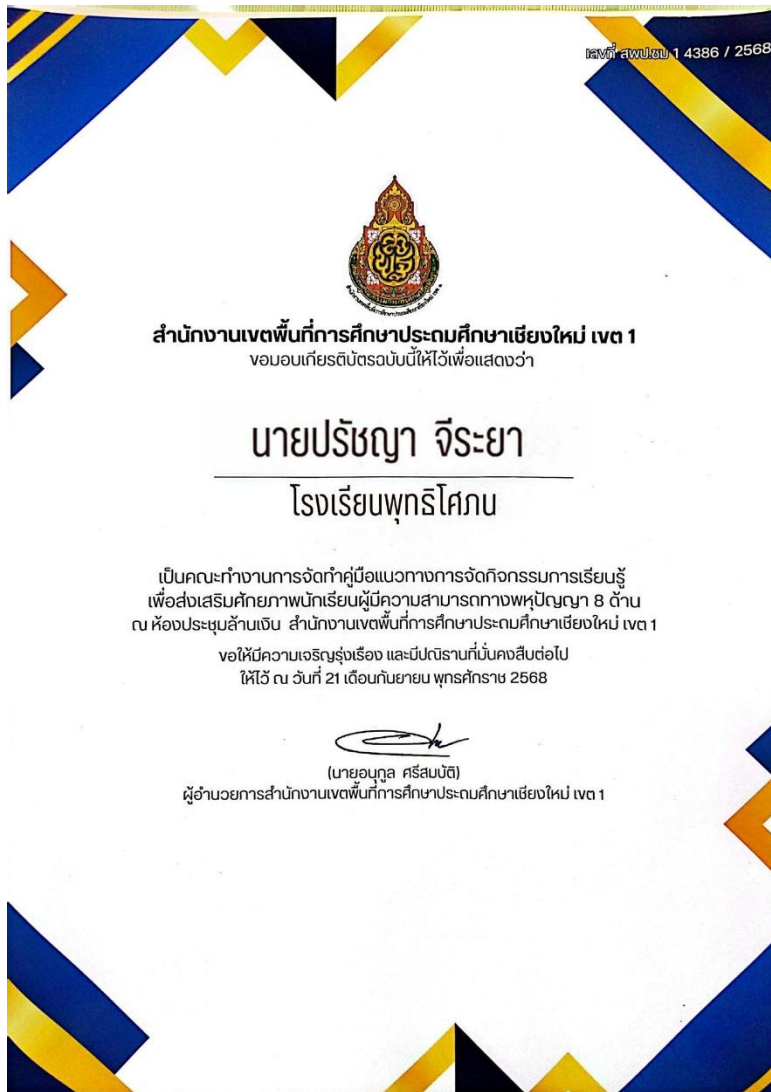 เลขที่ สพป.ชม 1 4386 / 2568
สำนักงานเขตพื้นที่การศึกษาประถมศึกษาเชียงใหม่ เขต 1
ขอมอบเกียรติบัตรฉบับนี้ให้ไว้เพื่อแสดงว่า
นายปรัชญา จีระยา
โรงเรียนพุทธิโศภน
เป็นคณะทำงานการจัดทำคู่มือแนวทางการจัดกิจกรรมการเรียนรู้
เพื่อส่งเสริมศักยภาพนักเรียนผู้มีความสามารถทางพหุปัญญา 8 ด้าน
ณ ห้องประชุมล้านเงิน สำนักงานเขตพื้นที่การศึกษาประถมศึกษาเชียงใหม่ เขต 1
ขอให้มีความเจริญรุ่งเรือง และมีปณิธานที่มั่นคงสืบต่อไป
ให้ไว้ ณ วันที่ 21 เดือนกันยายน พุทธศักราช 2568
(นายอนุกูล ศรีสมบัติ)
ผู้อำนวยการสำนักงานเขตพื้นที่การศึกษาประถมศึกษาเชียงใหม่ เขต 1